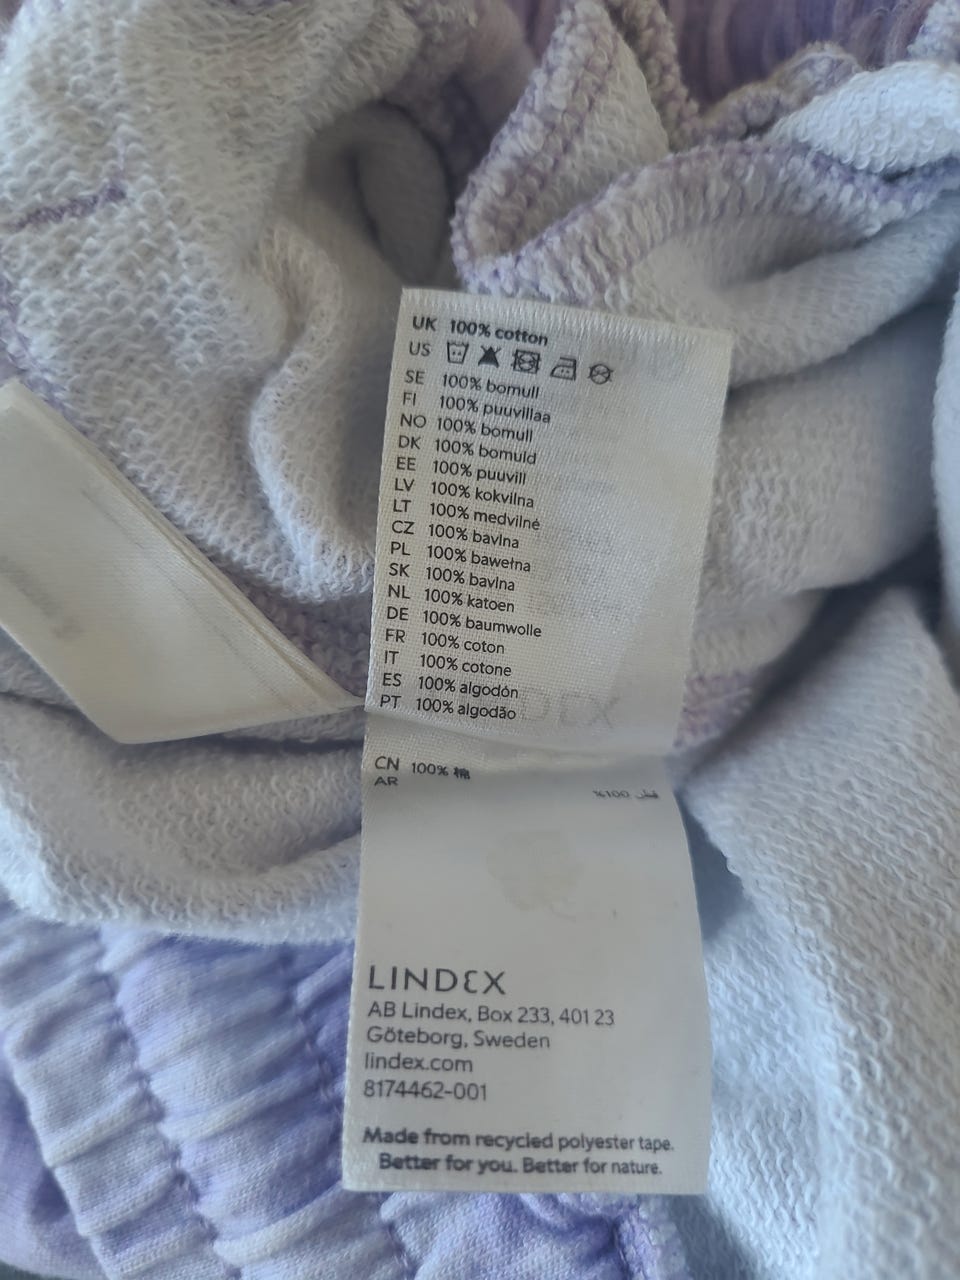 UK 100% cotton
US
SE 100% bomull
FI 100% puuvillaa
NO 100% bomull
DK 100% bomuld
EE 100% puuvill
LV 100% kokvilna
LT 100% medvilnė
CZ 100% bavlna
PL 100% bawełna
SK 100% bavlna
NL 100% katoen
DE 100% baumwolle
FR 100% coton
IT 100% cotone
ES 100% algodón
PT 100% algodão
CN 100% 棉
AR
%100 قطن
LINDEX
AB Lindex, Box 233, 401 23
Göteborg, Sweden
lindex.com
8174462-001
Made from recycled polyester tape.
Better for you. Better for nature.